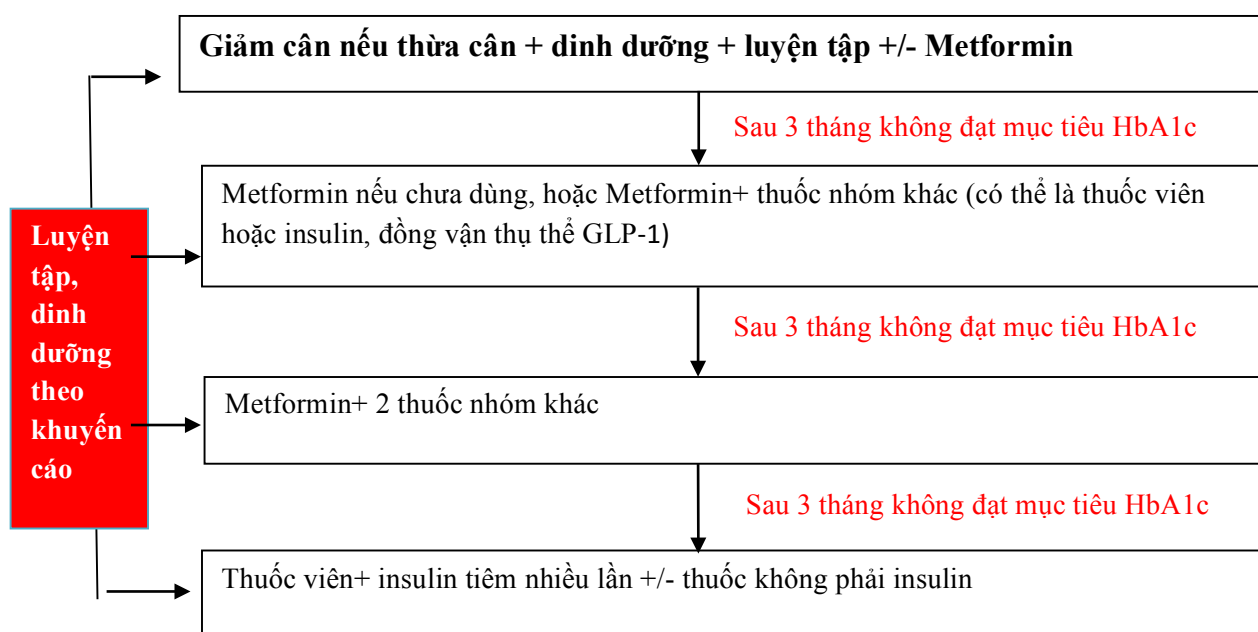 Giảm cân nếu thừa cân + dinh dưỡng + luyện tập +/- Metformin
Sau 3 tháng không đạt mục tiêu HbA1c
Metformin nếu chưa dùng, hoặc Metformin+ thuốc nhóm khác (có thể là thuốc viên
hoặc insulin, đồng vận thụ thể GLP-1)
Luyện
tập,
dinh
dưỡng
theo
khuyến
cáo
Sau 3 tháng không đạt mục tiêu HbA1c
Metformin+ 2 thuốc nhóm khác
Sau 3 tháng không đạt mục tiêu HbA1c
Thuốc viên+ insulin tiêm nhiều lần +/- thuốc không phải insulin